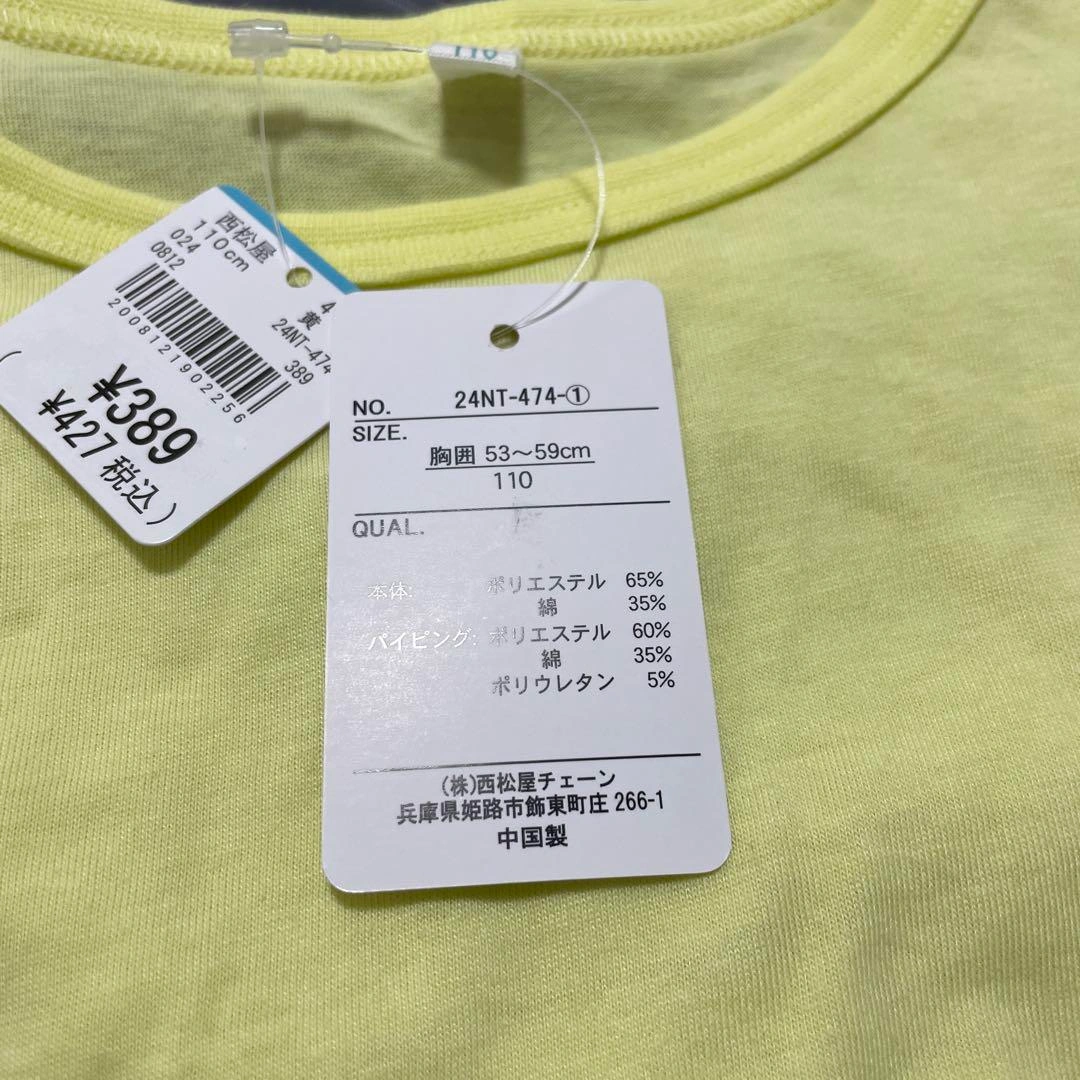 110
西松屋
110cm
024
0812
4
黄
24NT-474
389
2008121902256
¥389
(¥427 税込)
NO. 24NT-474-①
SIZE.
胸囲 53～59cm
110
QUAL.
本体: ポリエステル 65%
綿 35%
パイピング: ポリエステル 60%
綿 35%
ポリウレタン 5%
(株)西松屋チェーン
兵庫県姫路市飾東町庄 266-1
中国製